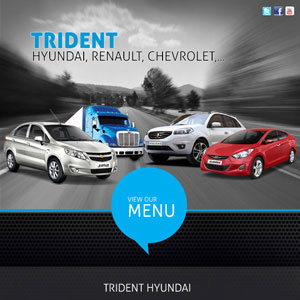 TRIDENT
HYUNDAI, RENAULT, CHEVROLET,...
VIEW OUR
MENU
TRIDENT HYUNDAI